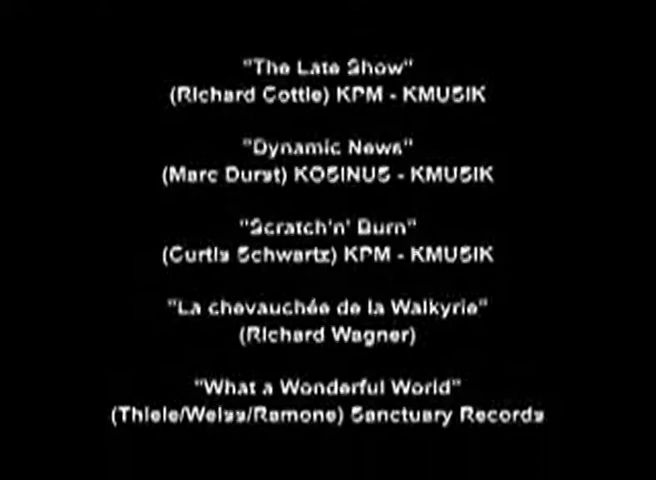 "The Late Show"
(Richard Cottle) KPM - KMUSIK
"Dynamic News"
(Marc Durst) KOSINUS - KMUSIK
"Scratch'n' Burn"
(Curtis Schwartz) KPM - KMUSIK
"La chevauchée de la Walkyrie"
(Richard Wagner)
"What a Wonderful World"
(Thiele/Weiss/Ramone) Sanctuary Records